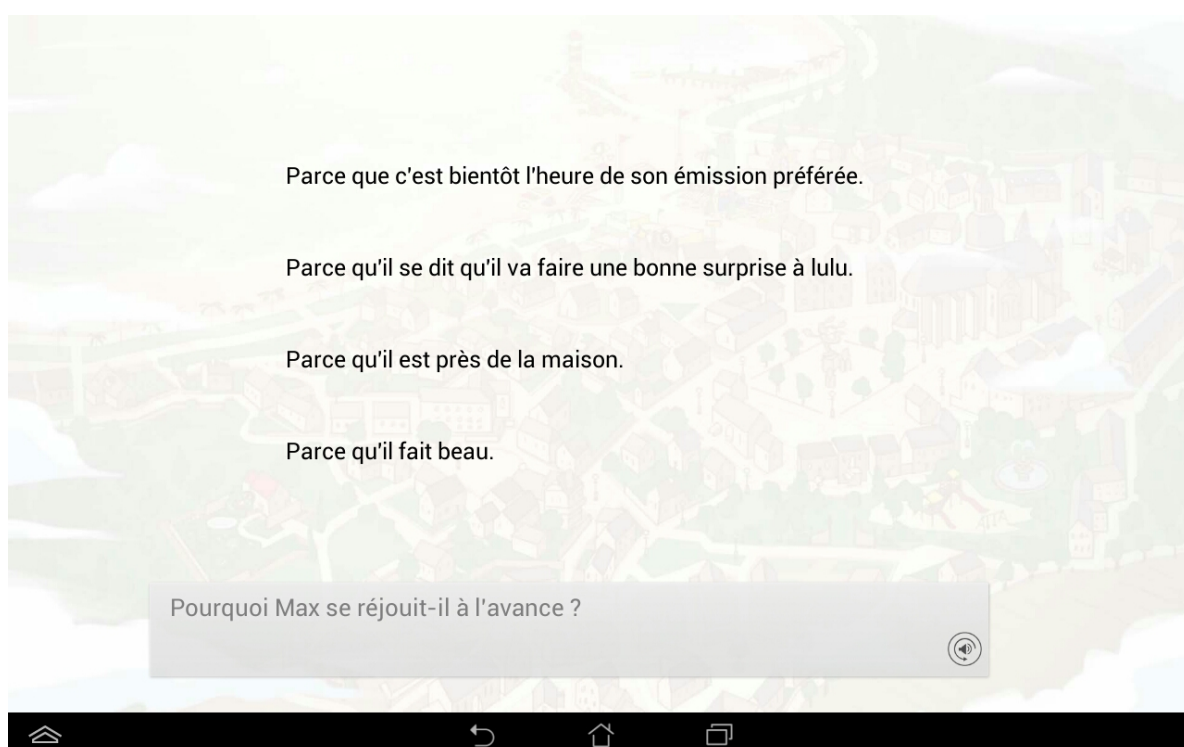 Parce que c'est bientôt l'heure de son émission préférée.
Parce qu'il se dit qu'il va faire une bonne surprise à lulu.
Parce qu'il est près de la maison.
Parce qu'il fait beau.
Pourquoi Max se réjouit-il à l'avance ?